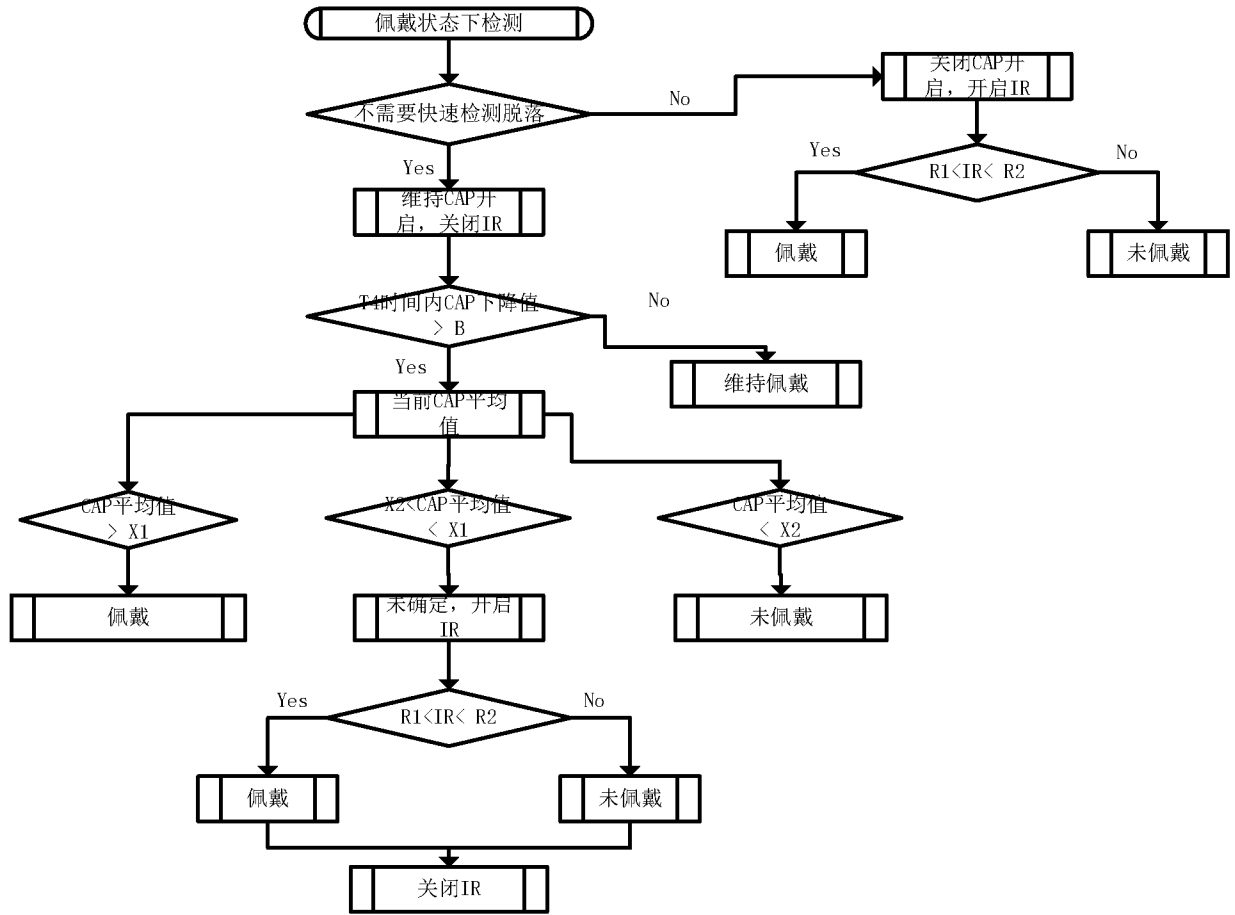 佩戴状态下检测
不需要快速检测脱落
No
关闭CAP开
启，开启IR
Yes
维持CAP开
启，关闭IR
Yes
R1<IR< R2
No
佩戴
未佩戴
T4时间内CAP下降值
> B
No
Yes
维持佩戴
当前CAP平均
值
CAP平均值
> X1
X2<CAP平均值
< X1
CAP平均值
< X2
佩戴
未确定，开启
IR
未佩戴
Yes
R1<IR< R2
No
佩戴
未佩戴
关闭IR